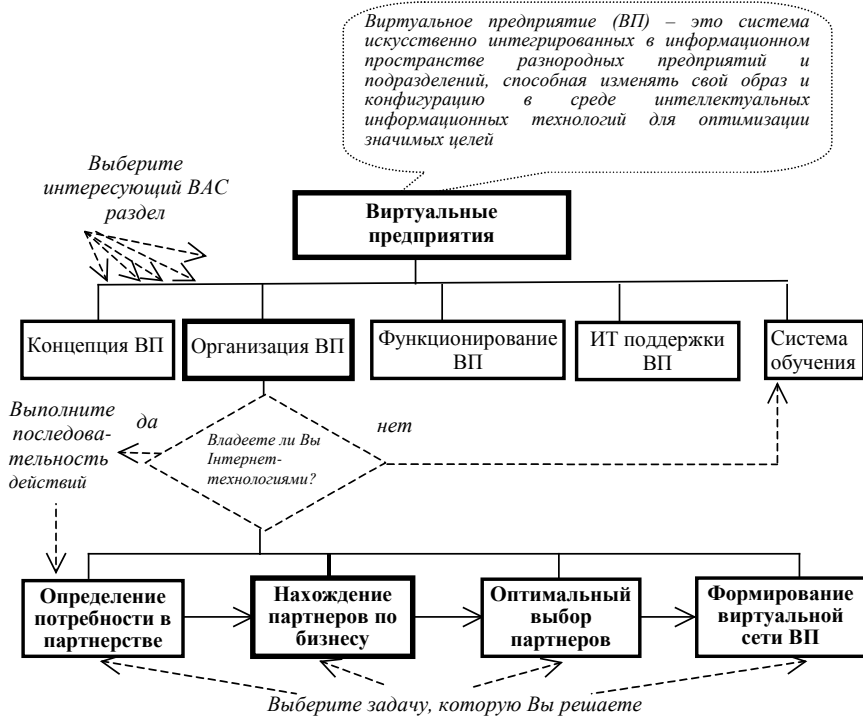 Виртуальное предприятие (ВП) – это система
искусственно интегрированных в информационном
пространстве разнородных предприятий и
подразделений, способная изменять свой образ и
конфигурацию в среде интеллектуальных
информационных технологий для оптимизации
значимых целей
Выберите
интересующий ВАС
раздел
Виртуальные
предприятия
Концепция ВП
Организация ВП
Функционирование
ВП
ИТ поддержки
ВП
Система
обучения
Выполните
последова-
тельность
действий
да
Владеете ли Вы
Інтернет-
технологиями?
нет
Определение
потребности в
партнерстве
Нахождение
партнеров по
бизнесу
Оптимальный
выбор
партнеров
Формирование
виртуальной
сети ВП
Выберите задачу, которую Вы решаете